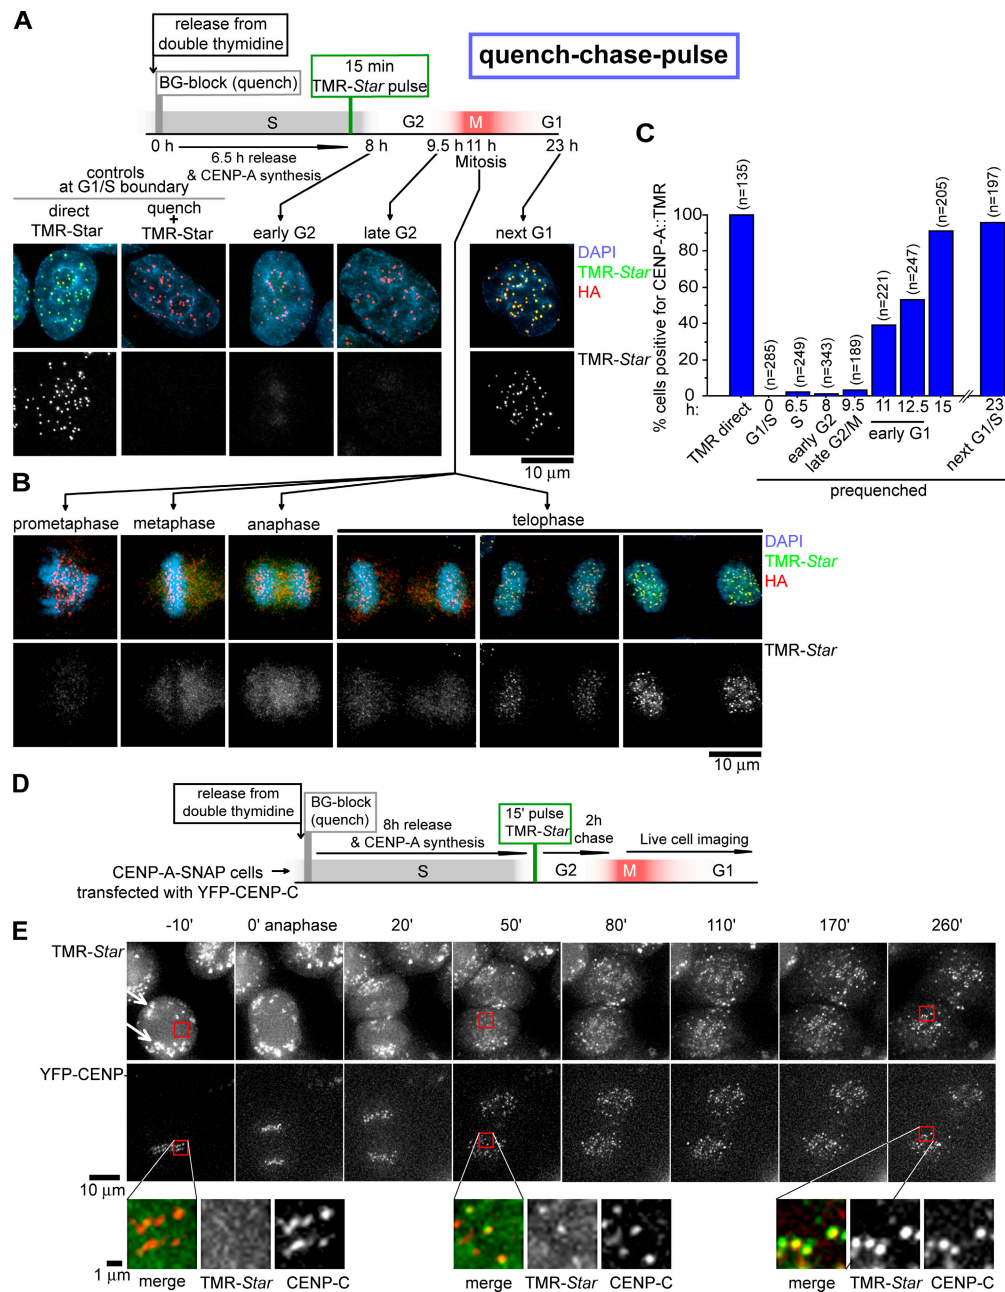 A
release from
double thymidine
quench-chase-pulse
BG-block (quench)
15 min
TMR-Star pulse
S
G2
M
G1
0 h
6.5 h release
& CENP-A synthesis
8 h
9.5 h
11 h
Mitosis
23 h
controls
at G1/S boundary
direct
TMR-Star
quench
+
TMR-Star
early G2
late G2
next G1
DAPI
TMR-Star
HA
TMR-Star
10 μm
C
% cells positive for CENP-A::TMR
100
80
60
40
20
0
(n=135)
(n=285)
(n=249)
(n=343)
(n=189)
(n=221)
(n=247)
(n=205)
(n=197)
h:
0
6.5
8
9.5
11
12.5
15
23
TMR direct
G1/S
S
early G2
late G2/M
early G1
next G1/S
prequenched
B
prometaphase
metaphase
anaphase
telophase
DAPI
TMR-Star
HA
TMR-Star
10 μm
D
release from
double thymidine
BG-block
(quench)
8h release
& CENP-A synthesis
15' pulse
TMR-Star
2h
chase
Live cell imaging
CENP-A-SNAP cells
transfected with YFP-CENP-C
S
G2
M
G1
E
-10'
0' anaphase
20'
50'
80'
110'
170'
260'
TMR-Star
YFP-CENP-
10 μm
1 μm
merge
TMR-Star
CENP-C
merge
TMR-Star
CENP-C
merge
TMR-Star
CENP-C